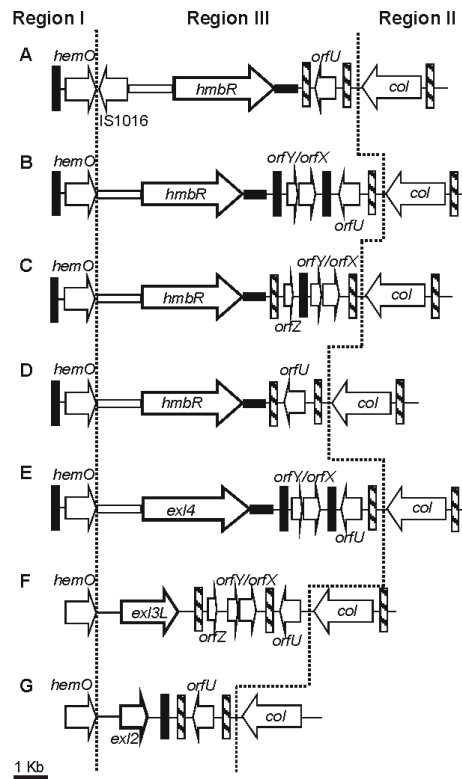 Region I Region III Region II
A hemO orfU
hmbR col
IS1016
B hemO orfY/orfX
hmbR col
orfU
C hemO orfY/orfX
hmbR col
orfZ
D hemO orfU
hmbR col
E hemO orfY/orfX
exl4 col
orfU
F hemO orfY/orfX
exl3L col
orfZ orfU
G hemO orfU
exl2 col
1 Kb